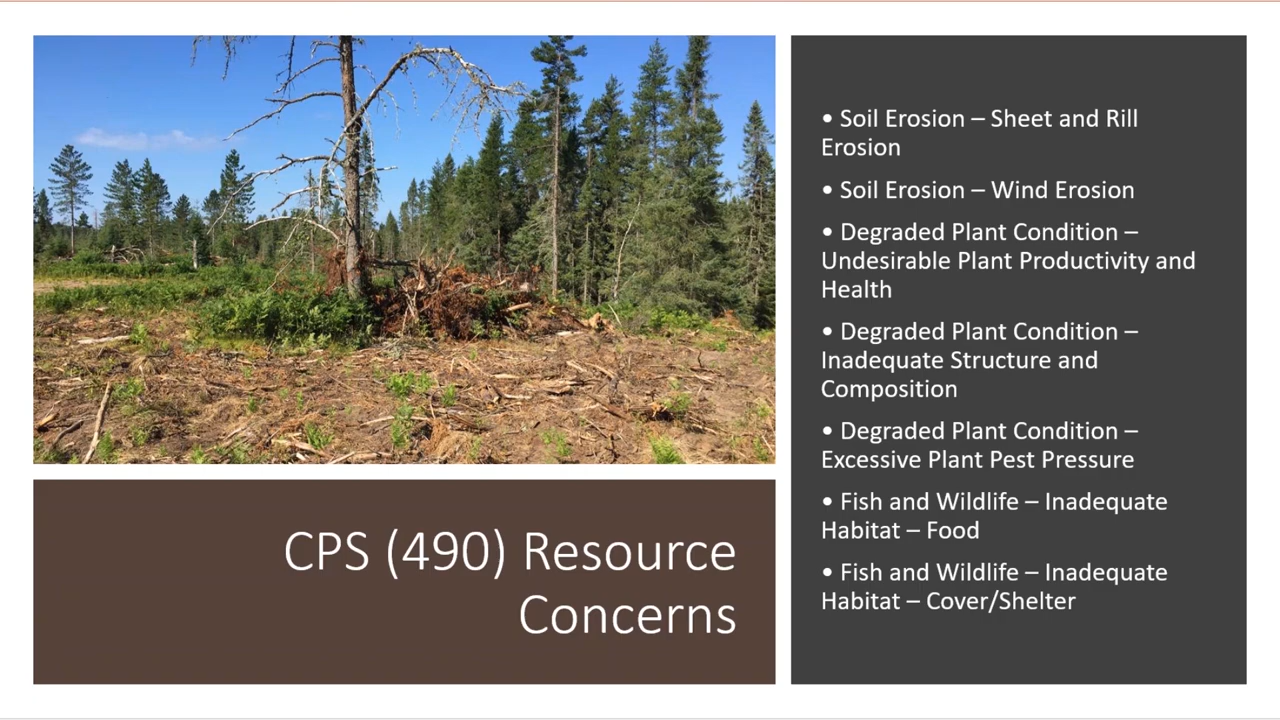 CPS (490) Resource
Concerns
• Soil Erosion – Sheet and Rill
Erosion
• Soil Erosion – Wind Erosion
• Degraded Plant Condition –
Undesirable Plant Productivity and
Health
• Degraded Plant Condition –
Inadequate Structure and
Composition
• Degraded Plant Condition –
Excessive Plant Pest Pressure
• Fish and Wildlife – Inadequate
Habitat – Food
• Fish and Wildlife – Inadequate
Habitat – Cover/Shelter